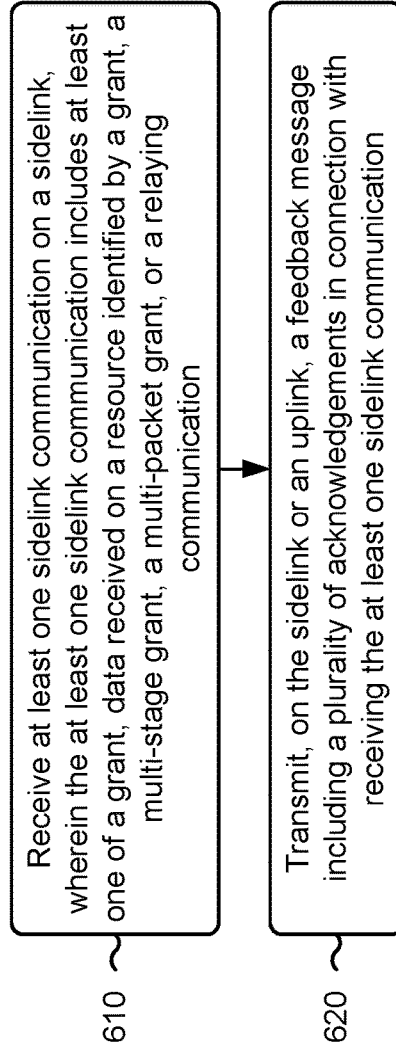 610
Receive at least one sidelink communication on a sidelink,
wherein the at least one sidelink communication includes at least
one of a grant, data received on a resource identified by a grant, a
multi-stage grant, a multi-packet grant, or a relaying
communication
620
Transmit, on the sidelink or an uplink, a feedback message
including a plurality of acknowledgements in connection with
receiving the at least one sidelink communication